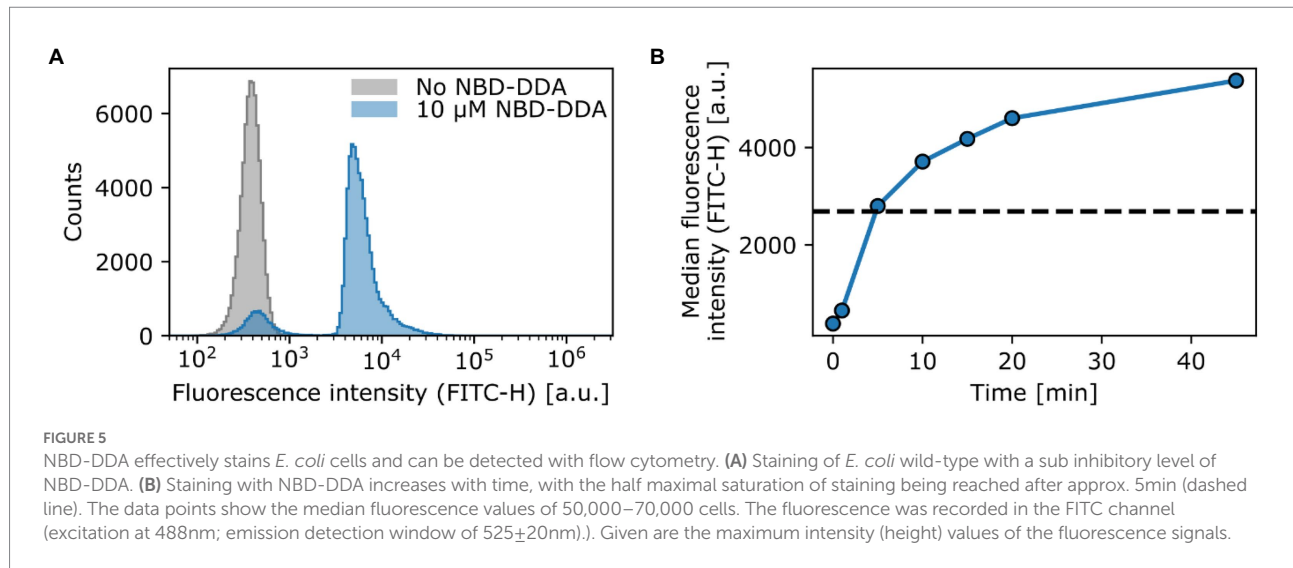 A
No NBD-DDA
10 μM NBD-DDA
6000
4000
2000
0
Counts
10²
10³
10⁴
10⁵
10⁶
Fluorescence intensity (FITC-H) [a.u.]
B
Median fluorescence
intensity (FITC-H) [a.u.]
4000
2000
0
10
20
30
40
Time [min]
FIGURE 5
NBD-DDA effectively stains E. coli cells and can be detected with flow cytometry. (A) Staining of E. coli wild-type with a sub inhibitory level of
NBD-DDA. (B) Staining with NBD-DDA increases with time, with the half maximal saturation of staining being reached after approx. 5min (dashed
line). The data points show the median fluorescence values of 50,000–70,000 cells. The fluorescence was recorded in the FITC channel
(excitation at 488nm; emission detection window of 525±20nm).). Given are the maximum intensity (height) values of the fluorescence signals.